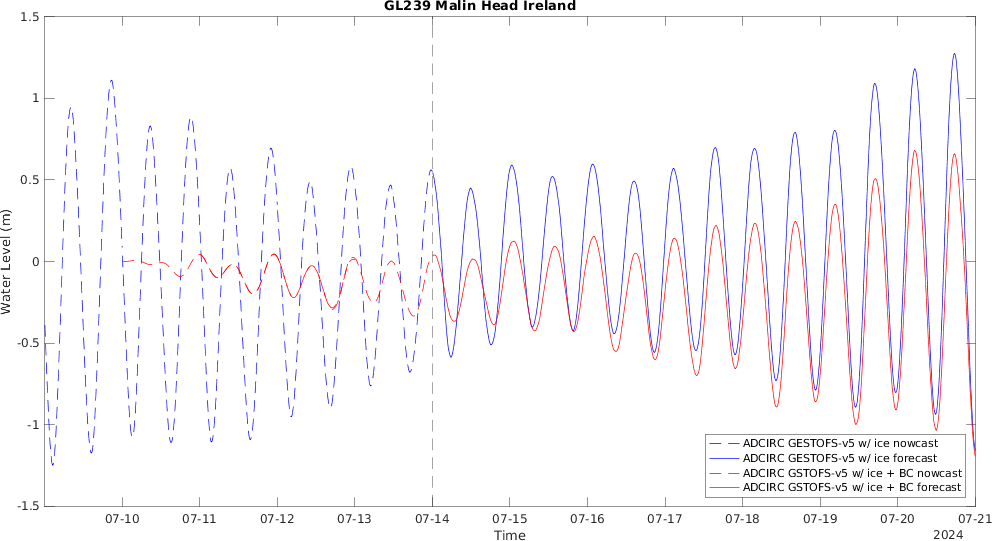 GL239 Malin Head Ireland
1.5
1
0.5
0
-0.5
-1
-1.5
Water Level (m)
ADCIRC GESTOFS-v5 w/ ice nowcast
ADCIRC GESTOFS-v5 w/ ice forecast
ADCIRC GSTOFS-v5 w/ ice + BC nowcast
ADCIRC GSTOFS-v5 w/ ice + BC forecast
07-10 07-11 07-12 07-13 07-14 07-15 07-16 07-17 07-18 07-19 07-20 07-21
Time
2024